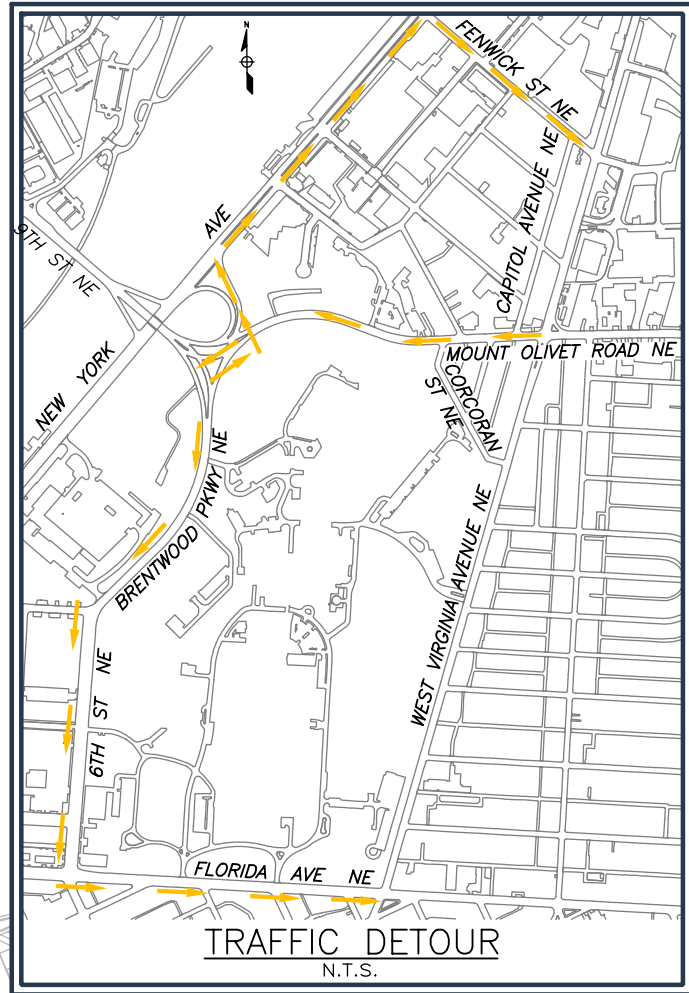 N
FENWICK ST NE
CAPITOL AVENUE NE
9TH ST NE
AVE
NEW YORK
MOUNT OLIVET ROAD NE
CORCORAN
ST NE
BRENTWOOD PKWY NE
WEST VIRGINIA AVENUE NE
6TH ST NE
FLORIDA AVE NE
TRAFFIC DETOUR
N.T.S.